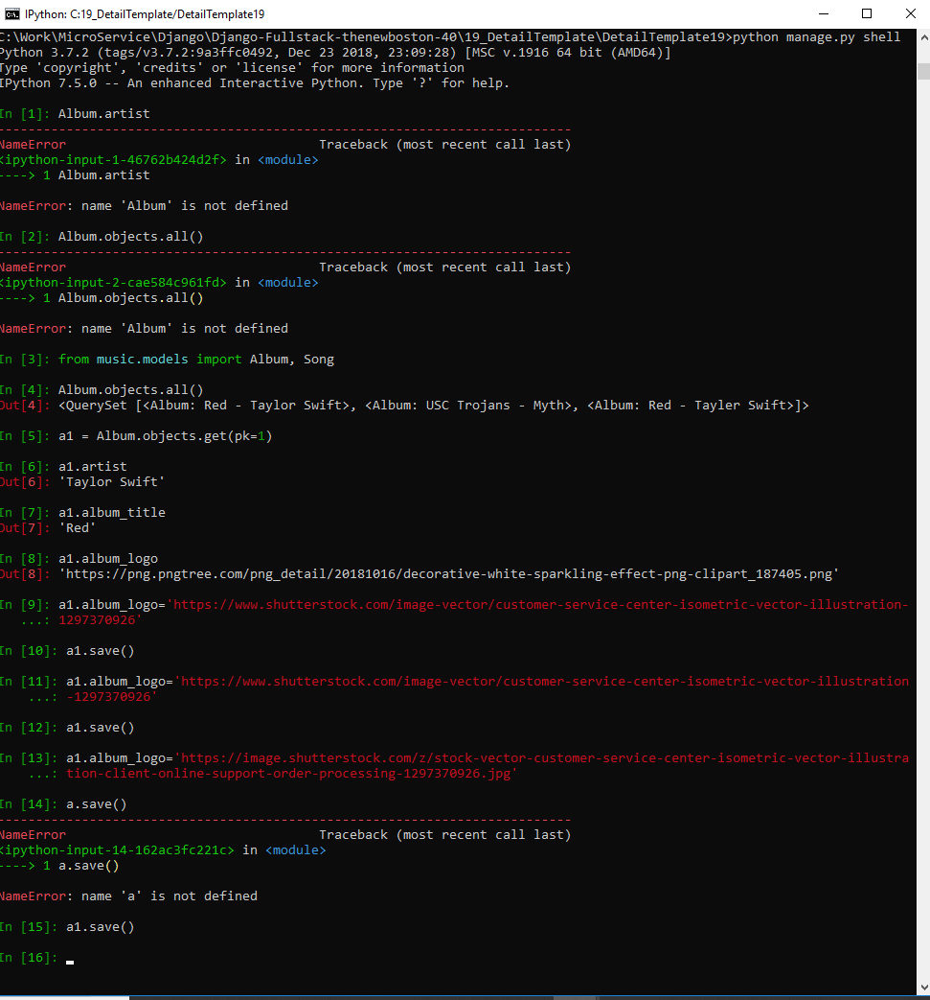 IPython: C:19_DetailTemplate/DetailTemplate19
C:\Work\MicroService\Django\Django-Fullstack-thenewboston-40\19_DetailTemplate\DetailTemplate19>python manage.py shell
Python 3.7.2 (tags/v3.7.2:9a3ffc0492, Dec 23 2018, 23:09:28) [MSC v.1916 64 bit (AMD64)]
Type 'copyright', 'credits' or 'license' for more information
IPython 7.5.0 -- An enhanced Interactive Python. Type '?' for help.
In [1]: Album.artist
---------------------------------------------------------------------------
NameError                                 Traceback (most recent call last)
<ipython-input-1-46762b424d2f> in <module>
----> 1 Album.artist
NameError: name 'Album' is not defined
In [2]: Album.objects.all()
---------------------------------------------------------------------------
NameError                                 Traceback (most recent call last)
<ipython-input-2-cae584c961fd> in <module>
----> 1 Album.objects.all()
NameError: name 'Album' is not defined
In [3]: from music.models import Album, Song
In [4]: Album.objects.all()
Out[4]: <QuerySet [<Album: Red - Taylor Swift>, <Album: USC Trojans - Myth>, <Album: Red - Tayler Swift>]>
In [5]: a1 = Album.objects.get(pk=1)
In [6]: a1.artist
Out[6]: 'Taylor Swift'
In [7]: a1.album_title
Out[7]: 'Red'
In [8]: a1.album_logo
Out[8]: 'https://png.pngtree.com/png_detail/20181016/decorative-white-sparkling-effect-png-clipart_187405.png'
In [9]: a1.album_logo='https://www.shutterstock.com/image-vector/customer-service-center-isometric-vector-illustration-
...: 1297370926'
In [10]: a1.save()
In [11]: a1.album_logo='https://www.shutterstock.com/image-vector/customer-service-center-isometric-vector-illustration
...: -1297370926'
In [12]: a1.save()
In [13]: a1.album_logo='https://image.shutterstock.com/z/stock-vector-customer-service-center-isometric-vector-illustra
...: tion-client-online-support-order-processing-1297370926.jpg'
In [14]: a.save()
---------------------------------------------------------------------------
NameError                                 Traceback (most recent call last)
<ipython-input-14-162ac3fc221c> in <module>
----> 1 a.save()
NameError: name 'a' is not defined
In [15]: a1.save()
In [16]: